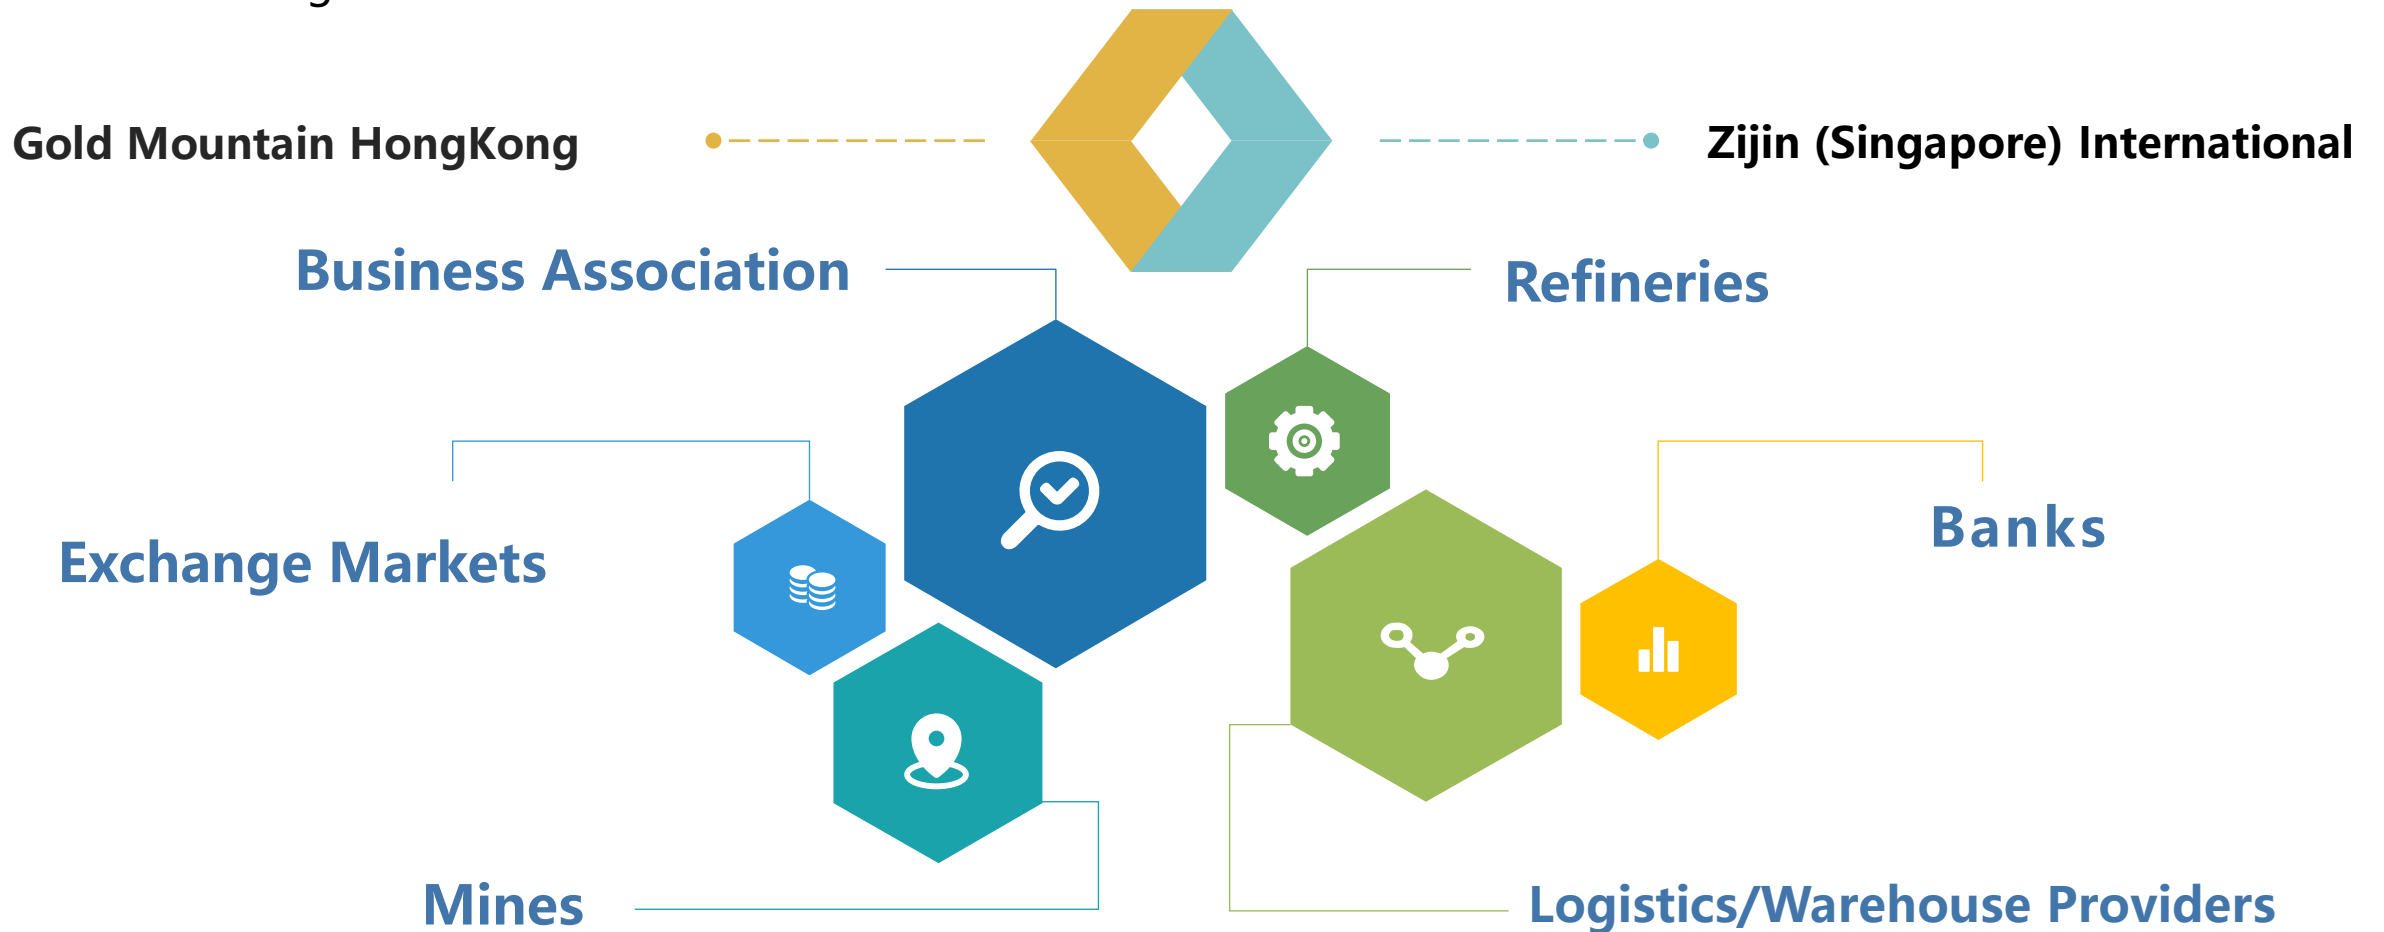 Gold Mountain HongKong
Zijin (Singapore) International
Business Association
Refineries
Exchange Markets
Banks
Mines
Logistics/Warehouse Providers